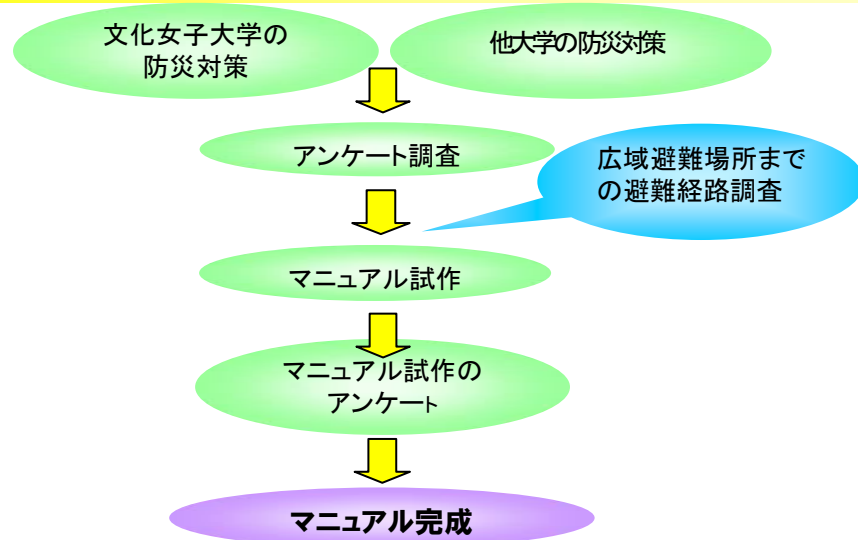 文化女子大学の
防災対策
他大学の防災対策
アンケート調査
広域避難場所まで
の避難経路調査
マニュアル試作
マニュアル試作の
アンケート
マニュアル完成